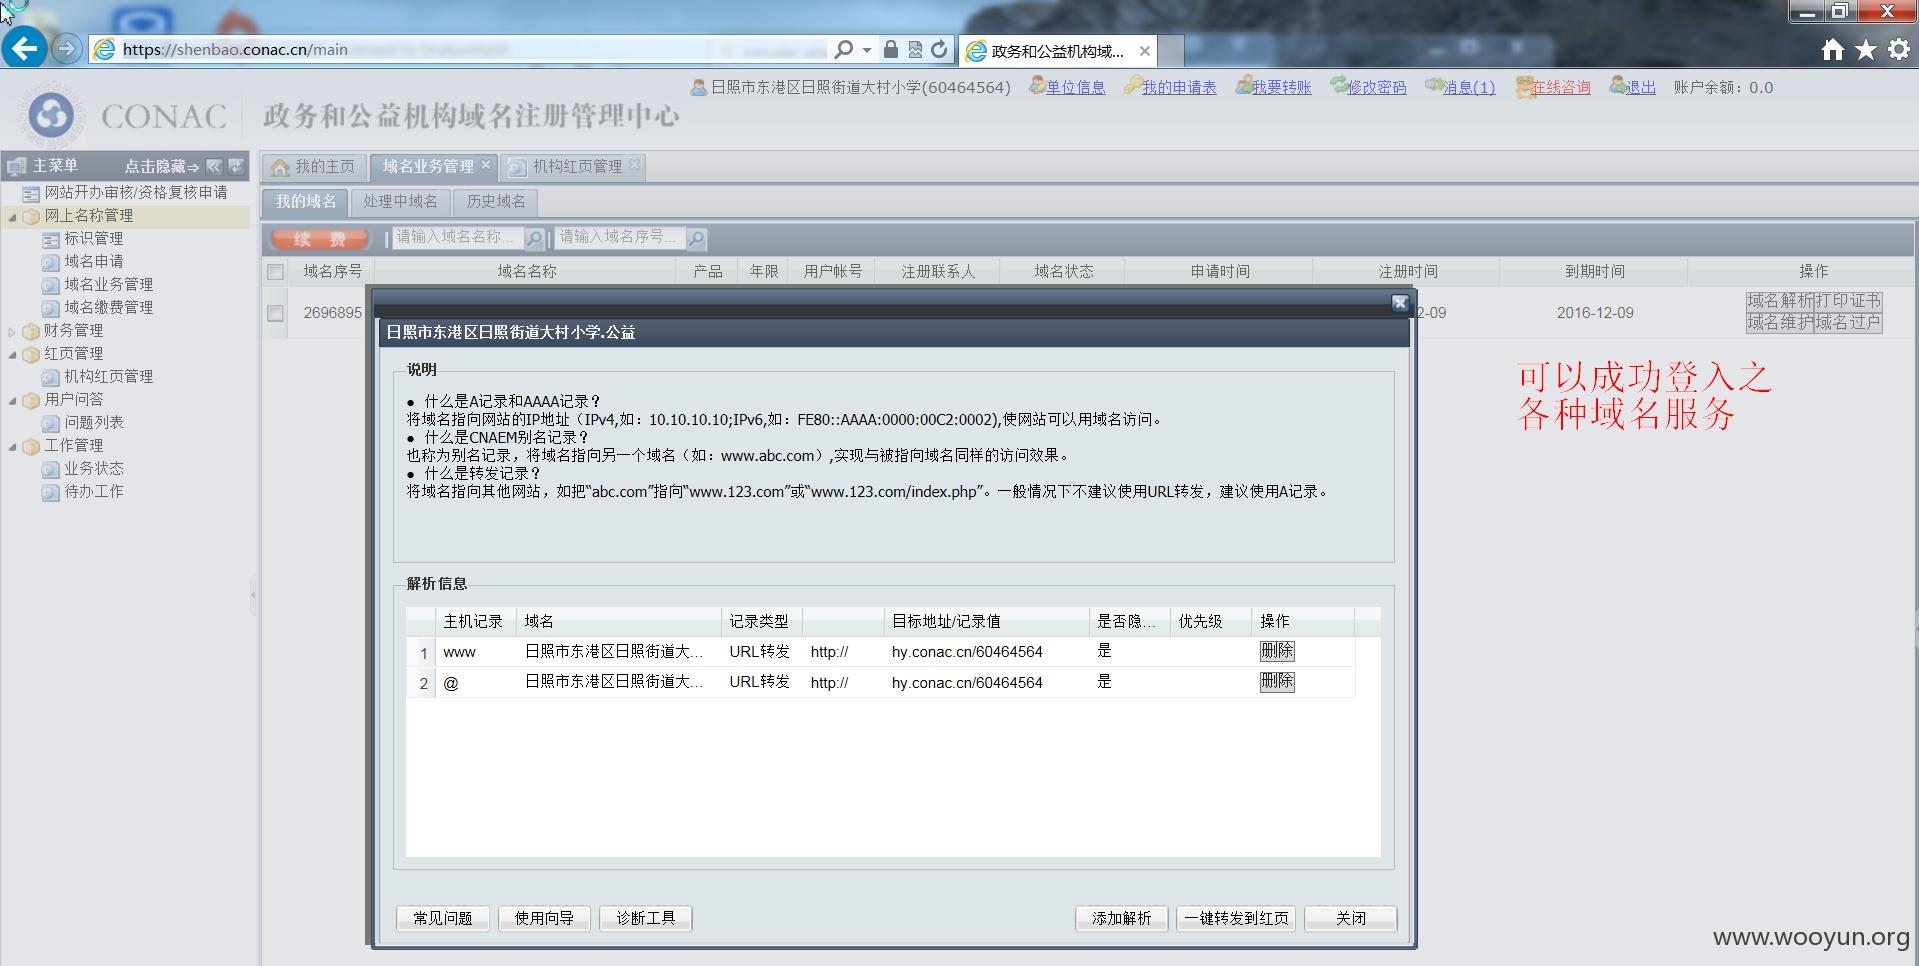 https://shenbao.conac.cn/main
政务和公益机构域...
日照市东港区日照街道大村小学(60464564) 单位信息 我的申请表 我要转账 修改密码 消息(1) 在线咨询 退出 账户余额：0.0
CONAC 政务和公益机构域名注册管理中心
主菜单 点击隐藏⇒
我的主页 域名业务管理 机构红页管理
网站开办审核/资格复核申请
网上名称管理
标识管理
域名申请
域名业务管理
域名缴费管理
财务管理
红页管理
机构红页管理
用户问答
问题列表
工作管理
业务状态
待办工作
我的域名 处理中域名 历史域名
续 费 请输入域名名称... 请输入域名序号...
域名序号 域名名称 产品 年限 用户帐号 注册联系人 域名状态 申请时间 注册时间 到期时间 操作
2696895 2-09 2016-12-09 域名解析 打印证书
域名维护 域名过户
日照市东港区日照街道大村小学.公益
说明
● 什么是A记录和AAAA记录？
将域名指向网站的IP地址（IPv4,如：10.10.10.10;IPv6,如：FE80::AAAA:0000:00C2:0002),使网站可以用域名访问。
● 什么是CNAEM别名记录？
也称为别名记录，将域名指向另一个域名（如：www.abc.com）,实现与被指向域名同样的访问效果。
● 什么是转发记录？
将域名指向其他网站，如把“abc.com”指向“www.123.com”或“www.123.com/index.php”。一般情况下不建议使用URL转发，建议使用A记录。
可以成功登入之
各种域名服务
解析信息
主机记录 域名 记录类型 目标地址/记录值 是否隐... 优先级 操作
1 www 日照市东港区日照街道大... URL转发 http:// hy.conac.cn/60464564 是 删除
2 @ 日照市东港区日照街道大... URL转发 http:// hy.conac.cn/60464564 是 删除
常见问题 使用向导 诊断工具 添加解析 一键转发到红页 关闭
www.wooyun.org